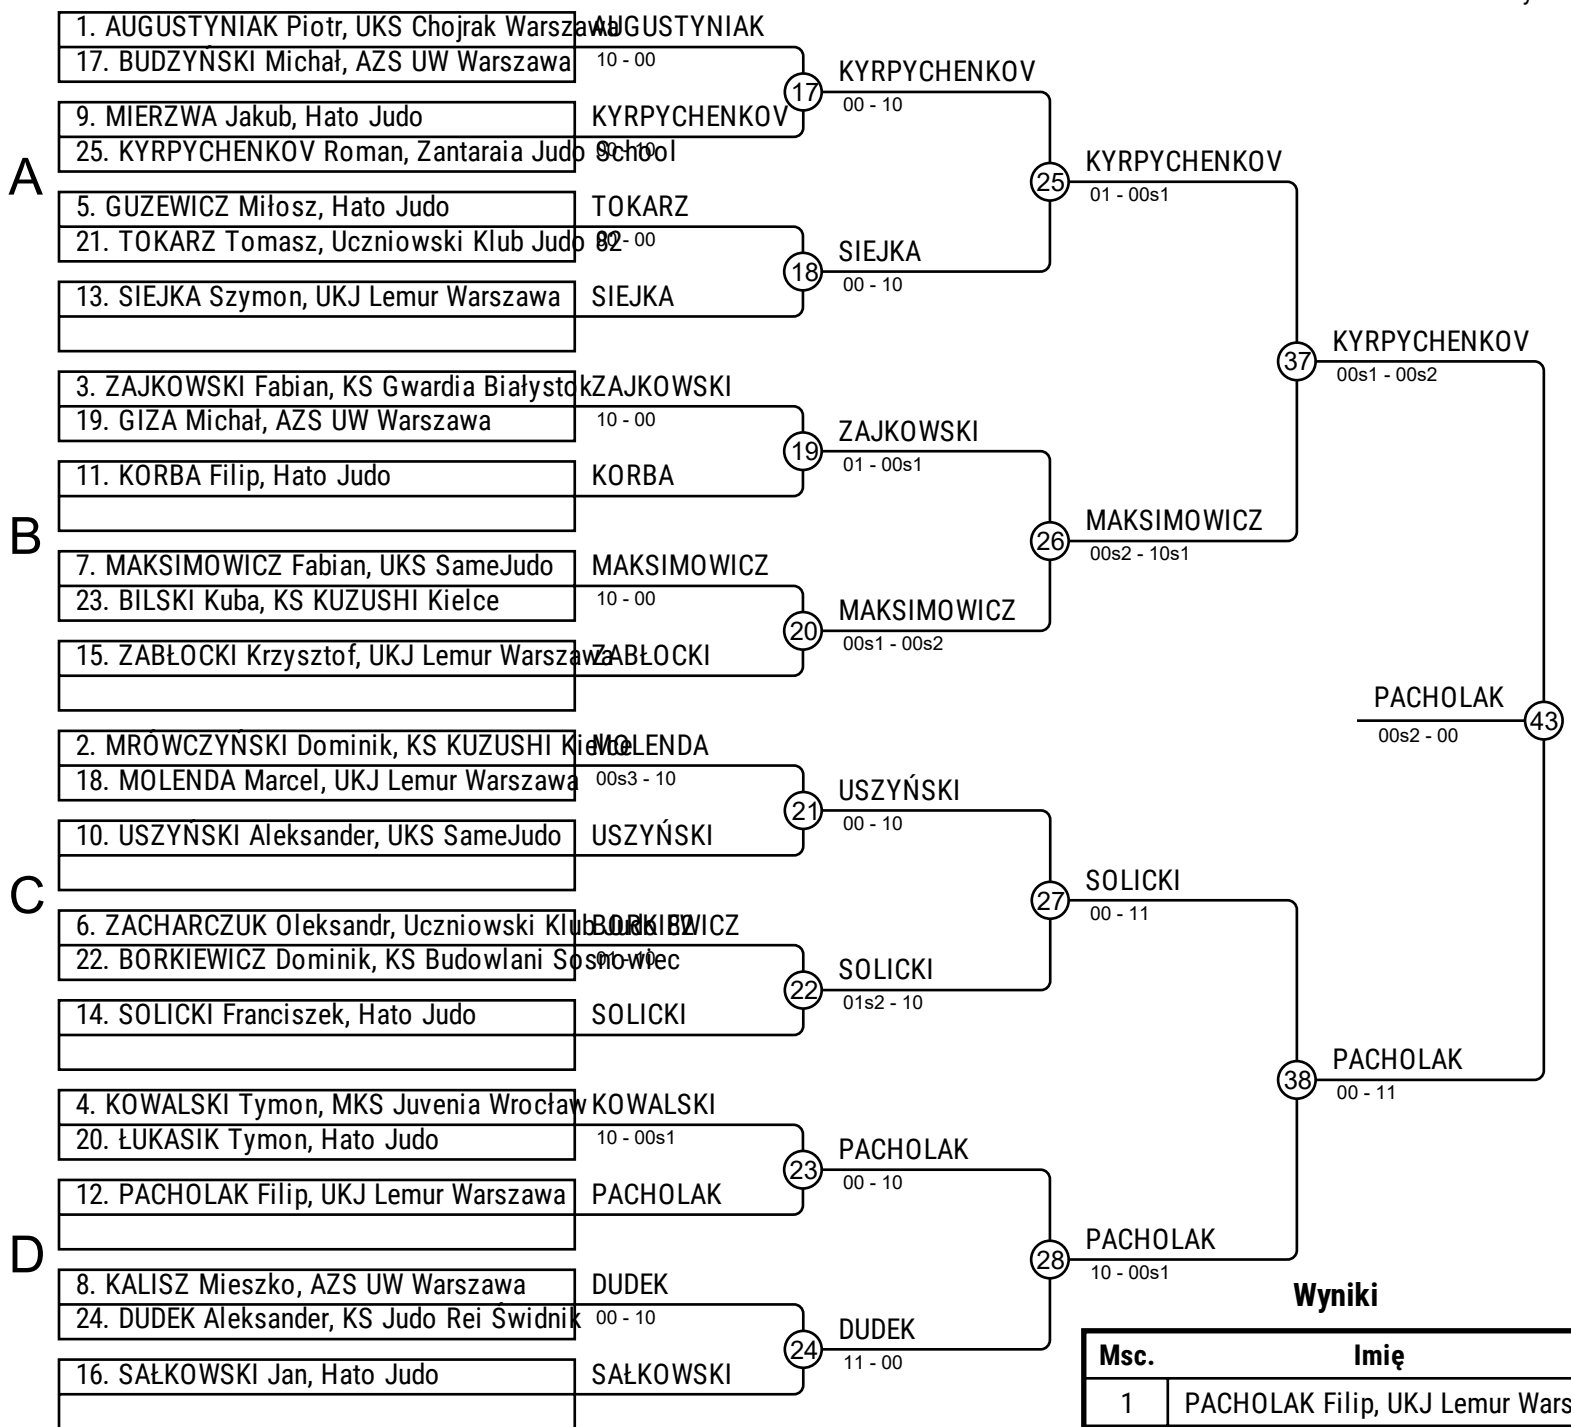 1. AUGUSTYNIAK Piotr, UKS Chojrak Warszawa
17. BUDZYŃSKI Michał, AZS UW Warszawa
9. MIERZWA Jakub, Hato Judo
25. KYRPYCHENKOV Roman, Zantaraia Judo School
A
5. GUZEWICZ Miłosz, Hato Judo
21. TOKARZ Tomasz, Uczniowski Klub Judo 82
13. SIEJKA Szymon, UKJ Lemur Warszawa
3. ZAJKOWSKI Fabian, KS Gwardia Białystok
19. GIZA Michał, AZS UW Warszawa
11. KORBA Filip, Hato Judo
B
7. MAKSIMOWICZ Fabian, UKS SameJudo
23. BILSKI Kuba, KS KUZUSHI Kielce
15. ZABŁOCKI Krzysztof, UKJ Lemur Warszawa
2. MRÓWCZYŃSKI Dominik, KS KUZUSHI Kielce
18. MOLENDA Marcel, UKJ Lemur Warszawa
10. USZYŃSKI Aleksander, UKS SameJudo
C
6. ZACHARCZUK Oleksandr, Uczniowski Klub Judo 82
22. BORKIEWICZ Dominik, KS Budowlani Sosnowiec
14. SOLICKI Franciszek, Hato Judo
4. KOWALSKI Tymon, MKS Juvenia Wrocław
20. ŁUKASIK Tymon, Hato Judo
12. PACHOLAK Filip, UKJ Lemur Warszawa
D
8. KALISZ Mieszko, AZS UW Warszawa
24. DUDEK Aleksander, KS Judo Rei Świdnik
16. SAŁKOWSKI Jan, Hato Judo
AUGUSTYNIAK
10 - 00
KYRPYCHENKOV
00 - 10
TOKARZ
00 - 00
SIEJKA
ZAJKOWSKI
10 - 00
KORBA
MAKSIMOWICZ
10 - 00
ZABŁOCKI
MOLENDA
00s3 - 10
USZYŃSKI
BORKIEWICZ
01 - 10
SOLICKI
KOWALSKI
10 - 00s1
PACHOLAK
DUDEK
00 - 10
SAŁKOWSKI
17
KYRPYCHENKOV
00 - 10
18
SIEJKA
00 - 10
19
ZAJKOWSKI
01 - 00s1
20
MAKSIMOWICZ
00s1 - 00s2
21
USZYŃSKI
00 - 10
22
SOLICKI
01s2 - 10
23
PACHOLAK
00 - 10
24
DUDEK
11 - 00
25
KYRPYCHENKOV
01 - 00s1
26
MAKSIMOWICZ
00s2 - 10s1
27
SOLICKI
00 - 11
28
PACHOLAK
10 - 00s1
37
KYRPYCHENKOV
00s1 - 00s2
38
PACHOLAK
00 - 11
PACHOLAK
43
00s2 - 00
Wyniki
Msc. Imię
1 PACHOLAK Filip, UKJ Lemur Wars